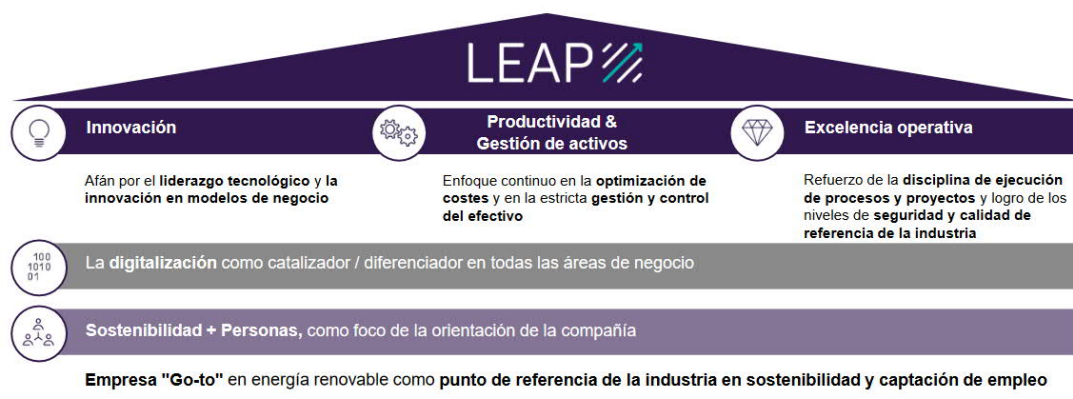 LEAP
Innovación
Productividad &
Gestión de activos
Excelencia operativa
Afán por el liderazgo tecnológico y la
innovación en modelos de negocio
Enfoque continuo en la optimización de
costes y en la estricta gestión y control
del efectivo
Refuerzo de la disciplina de ejecución
de procesos y proyectos y logro de los
niveles de seguridad y calidad de
referencia de la industria
100
1010
01
La digitalización como catalizador / diferenciador en todas las áreas de negocio
Sostenibilidad + Personas, como foco de la orientación de la compañía
Empresa "Go-to" en energía renovable como punto de referencia de la industria en sostenibilidad y captación de empleo